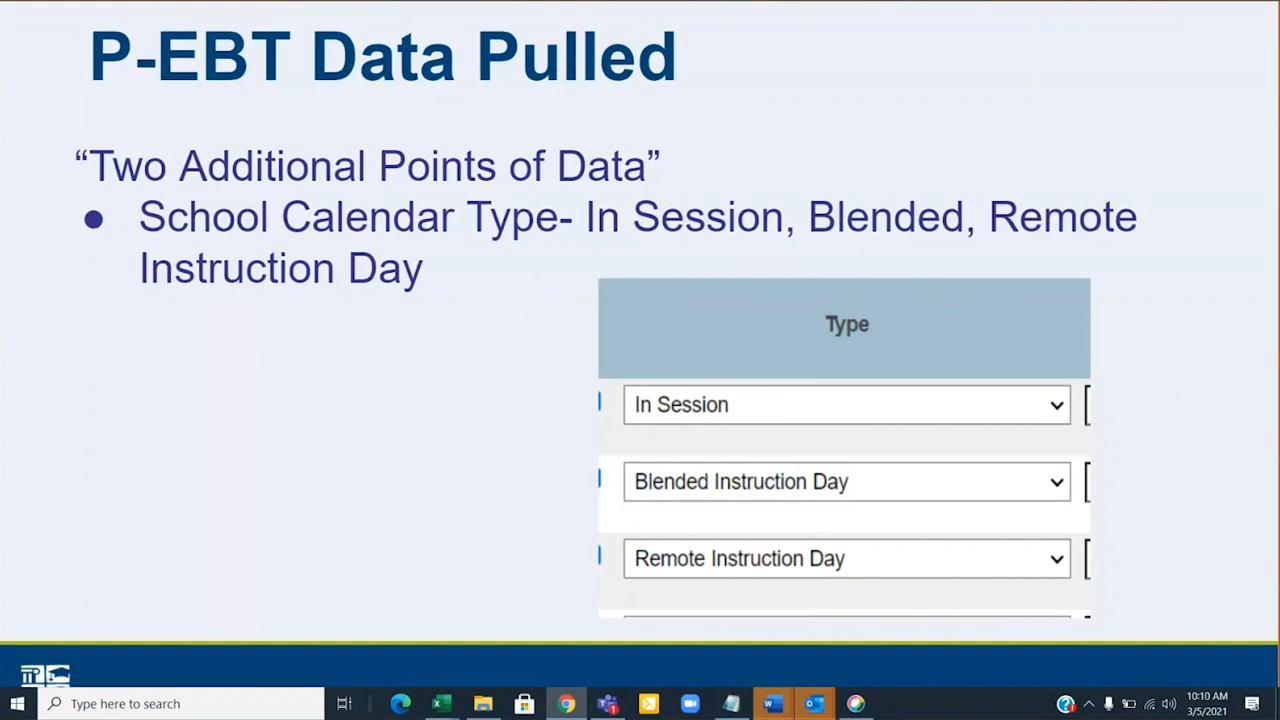 P-EBT Data Pulled
“Two Additional Points of Data”
● School Calendar Type- In Session, Blended, Remote
Instruction Day
Type
In Session
Blended Instruction Day
Remote Instruction Day
Type here to search
10:10 AM
3/5/2021